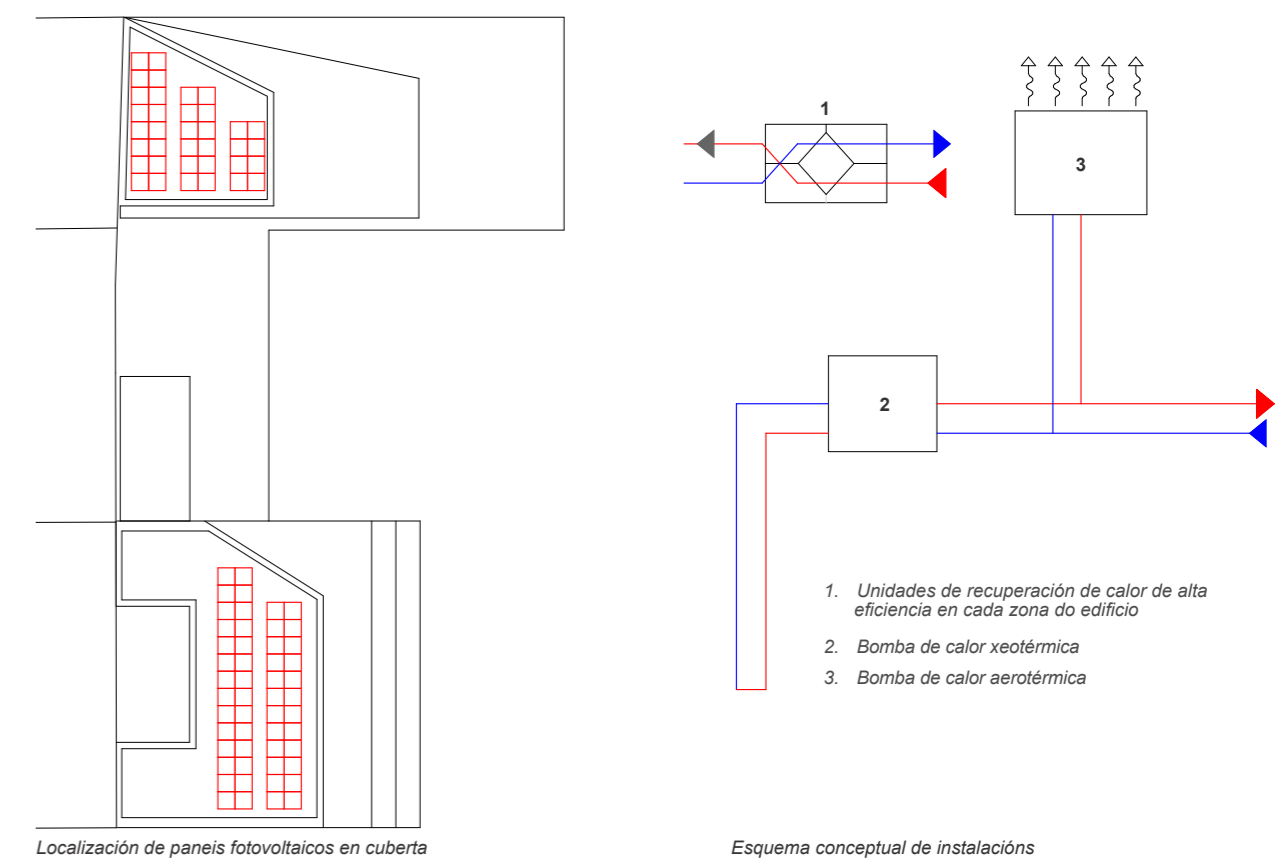 1
3
2
1. Unidades de recuperación de calor de alta
eficiencia en cada zona do edificio
2. Bomba de calor xeotérmica
3. Bomba de calor aerotérmica
Localización de paneis fotovoltaicos en cuberta
Esquema conceptual de instalacións